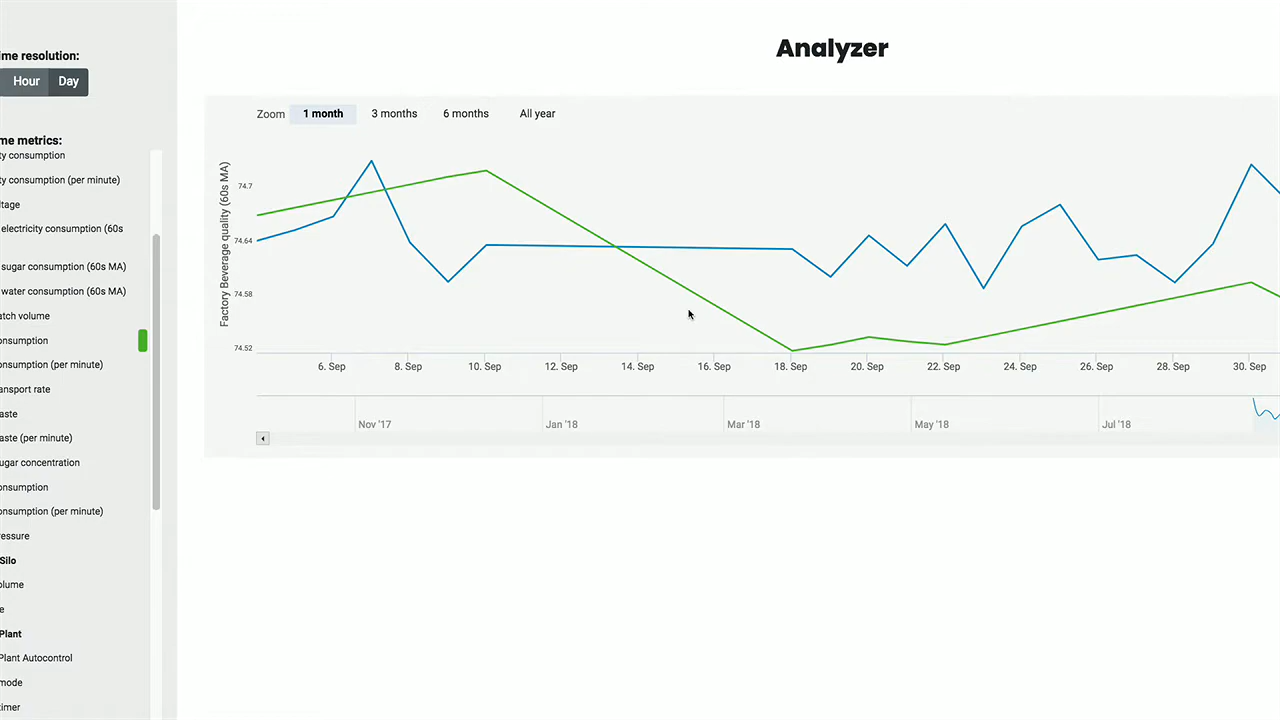 Analyzer
ime resolution:
Hour Day
Zoom 1 month 3 months 6 months All year
me metrics:
ty consumption
ty consumption (per minute)
ltage
electricity consumption (60s
sugar consumption (60s MA)
water consumption (60s MA)
atch volume
onsumption
onsumption (per minute)
ansport rate
aste
aste (per minute)
ugar concentration
onsumption
onsumption (per minute)
ressure
Silo
olume
e
Plant
Plant Autocontrol
mode
timer
Factory Beverage quality (60s MA)
74.7
74.64
74.58
74.52
6. Sep 8. Sep 10. Sep 12. Sep 14. Sep 16. Sep 18. Sep 20. Sep 22. Sep 24. Sep 26. Sep 28. Sep 30. Sep
Nov '17 Jan '18 Mar '18 May '18 Jul '18